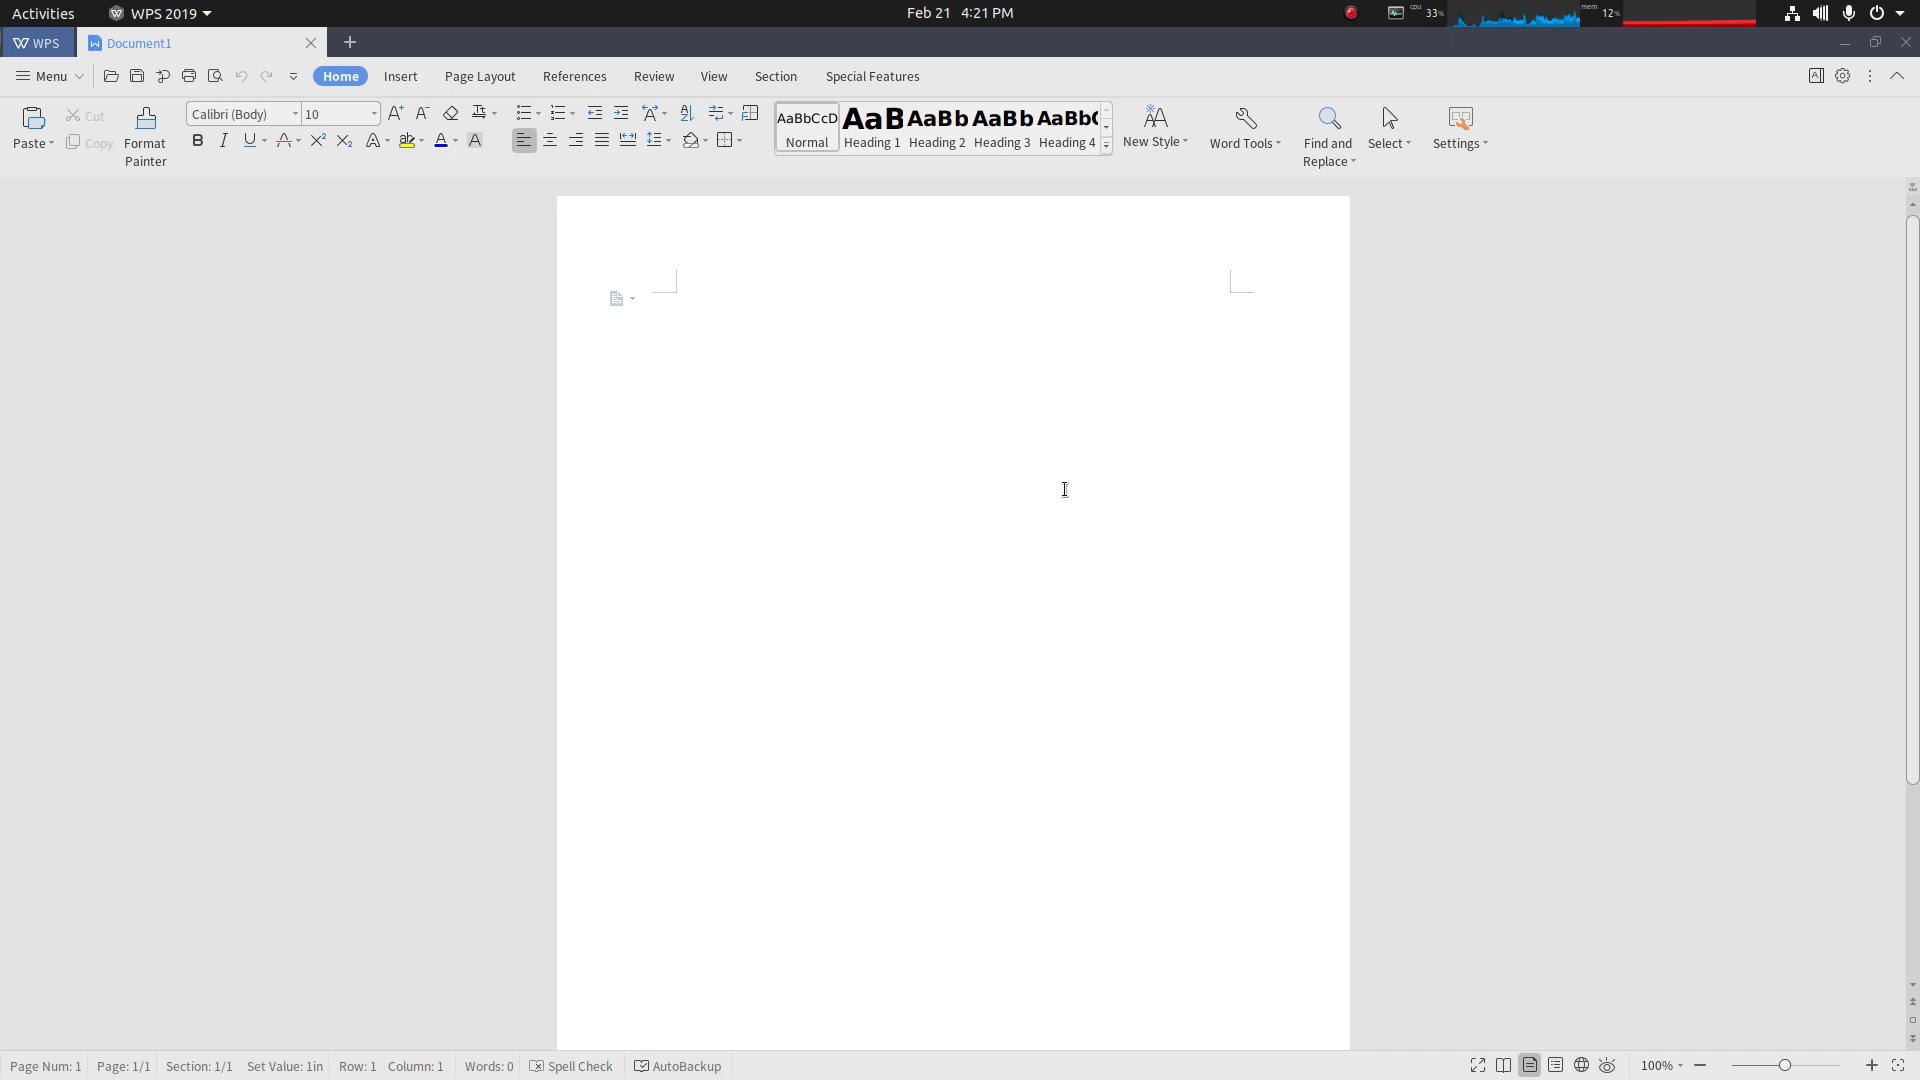 Activities WPS 2019 Feb 21 4:21 PM cpu 33% mem 12%
WPS Document1
Menu Home Insert Page Layout References Review View Section Special Features
Paste Cut Copy Format Painter
Calibri (Body) 10
AaBbCcD AaB AaBb AaBb AaBb(
Normal Heading 1 Heading 2 Heading 3 Heading 4
New Style Word Tools Find and Replace Select Settings
Page Num: 1 Page: 1/1 Section: 1/1 Set Value: 1in Row: 1 Column: 1 Words: 0 Spell Check AutoBackup 100%